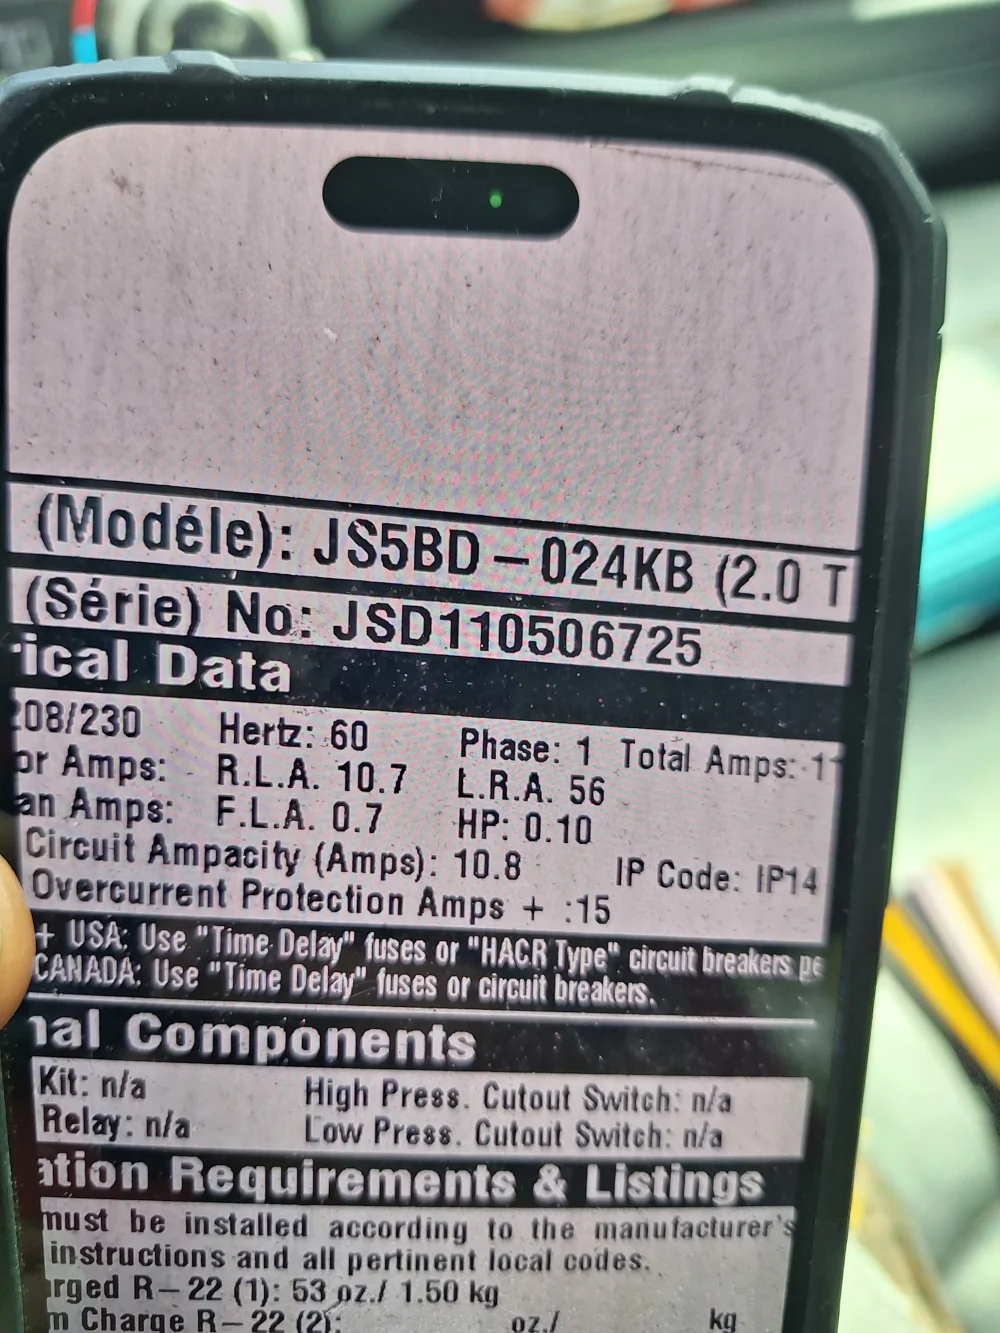 (Modéle): JS5BD-024KB (2.0 T
(Série) No: JSD110506725
rical Data
208/230 Hertz: 60 Phase: 1 Total Amps: 11
or Amps: R.L.A. 10.7 L.R.A. 56
an Amps: F.L.A. 0.7 HP: 0.10
Circuit Ampacity (Amps): 10.8 IP Code: IP14
Overcurrent Protection Amps + :15
+ USA: Use "Time Delay" fuses or "HACR Type" circuit breakers pe
CANADA: Use "Time Delay" fuses or circuit breakers.
nal Components
Kit: n/a High Press. Cutout Switch: n/a
Relay: n/a Low Press. Cutout Switch: n/a
ation Requirements & Listings
must be installed according to the manufacturer's
instructions and all pertinent local codes.
arged R-22 (1): 53 oz./ 1.50 kg
m Charge R-22 (2): oz./ kg